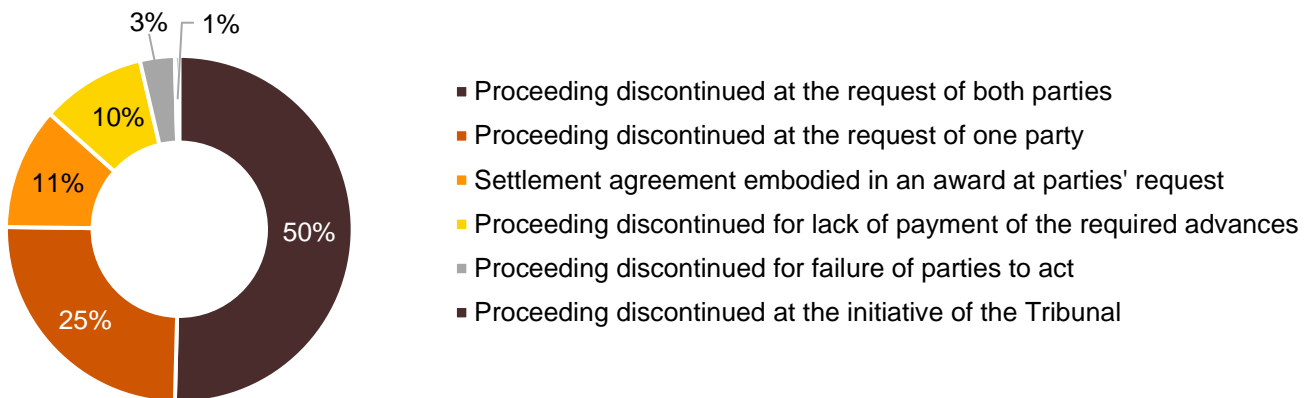 3%
1%
10%
11%
50%
25%
Proceeding discontinued at the request of both parties
Proceeding discontinued at the request of one party
Settlement agreement embodied in an award at parties' request
Proceeding discontinued for lack of payment of the required advances
Proceeding discontinued for failure of parties to act
Proceeding discontinued at the initiative of the Tribunal